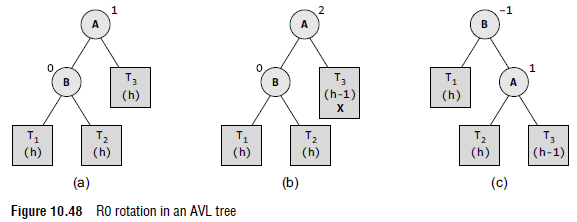 1
A
0
B
T3
(h)
T1
(h)
T2
(h)
(a)
2
A
0
B
T3
(h-1)
X
T1
(h)
T2
(h)
(b)
-1
B
T1
(h)
1
A
T2
(h)
T3
(h-1)
(c)
Figure 10.48 R0 rotation in an AVL tree